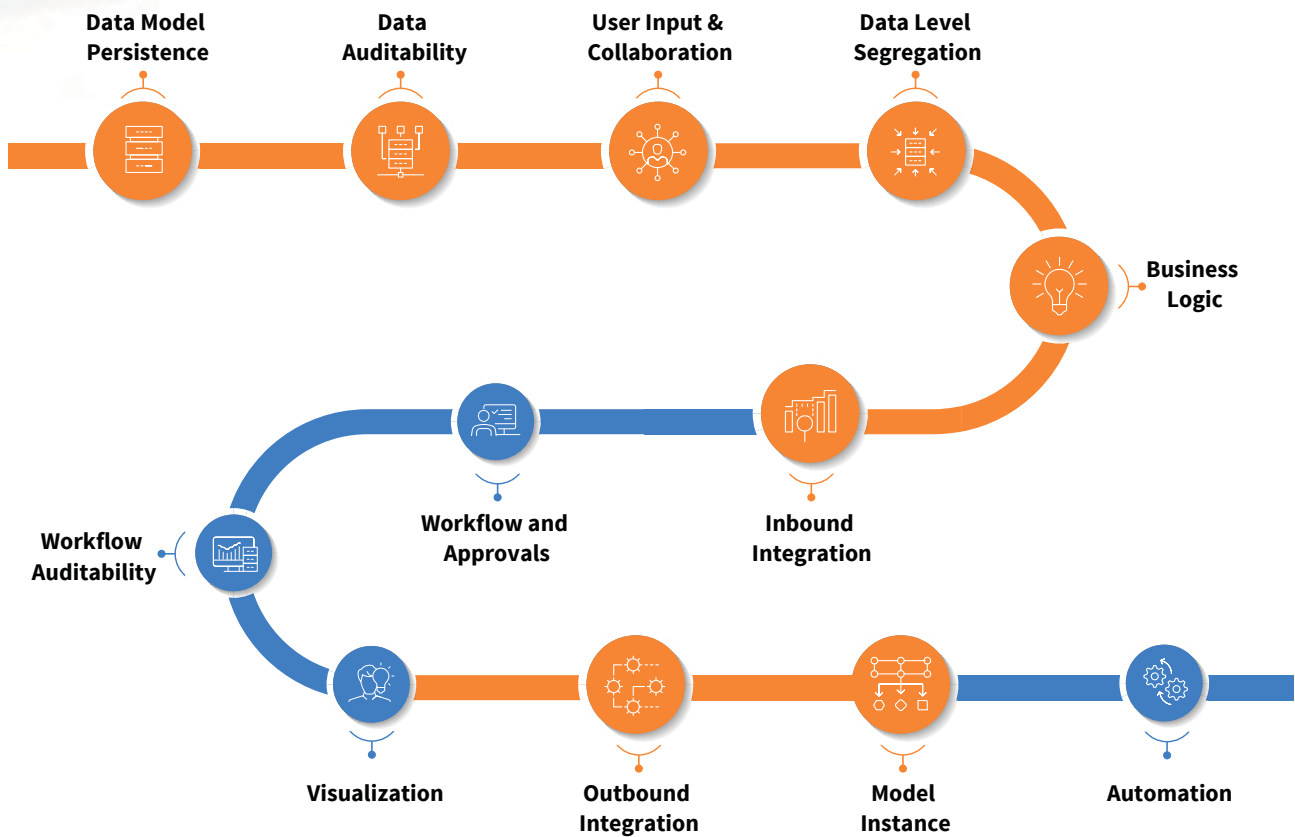 Data Model
Persistence
Data
Auditability
User Input &
Collaboration
Data Level
Segregation
Business
Logic
Inbound
Integration
Workflow and
Approvals
Workflow
Auditability
Visualization
Outbound
Integration
Model
Instance
Automation